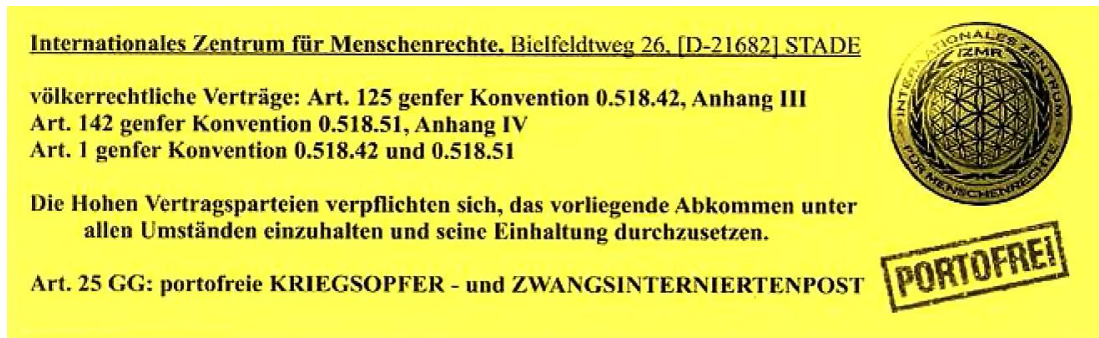 Internationales Zentrum für Menschenrechte, Bielfeldtweg 26, [D-21682] STADE
völkerrechtliche Verträge: Art. 125 genfer Konvention 0.518.42, Anhang III
Art. 142 genfer Konvention 0.518.51, Anhang IV
Art. 1 genfer Konvention 0.518.42 und 0.518.51
Die Hohen Vertragsparteien verpflichten sich, das vorliegende Abkommen unter
allen Umständen einzuhalten und seine Einhaltung durchzusetzen.
Art. 25 GG: portofreie KRIEGSOPFER - und ZWANGSINTERNIERTENPOST
INTERNATIONALES ZENTRUM
IZMR
FÜR MENSCHENRECHTE
PORTOFREI